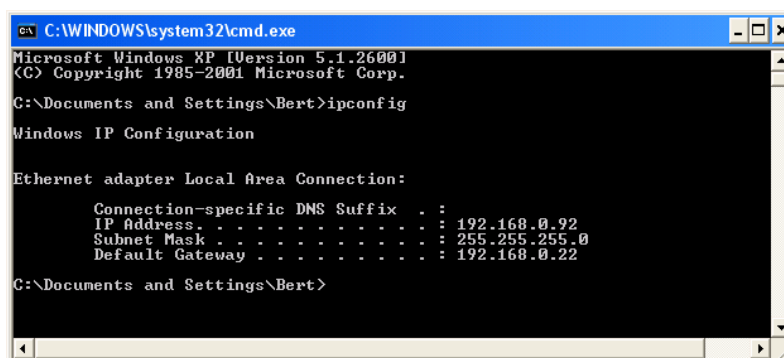 C:\WINDOWS\system32\cmd.exe
Microsoft Windows XP [Version 5.1.2600]
(C) Copyright 1985-2001 Microsoft Corp.
C:\Documents and Settings\Bert>ipconfig
Windows IP Configuration
Ethernet adapter Local Area Connection:
Connection-specific DNS Suffix  . :
IP Address. . . . . . . . . . . . : 192.168.0.92
Subnet Mask . . . . . . . . . . . : 255.255.255.0
Default Gateway . . . . . . . . . : 192.168.0.22
C:\Documents and Settings\Bert>